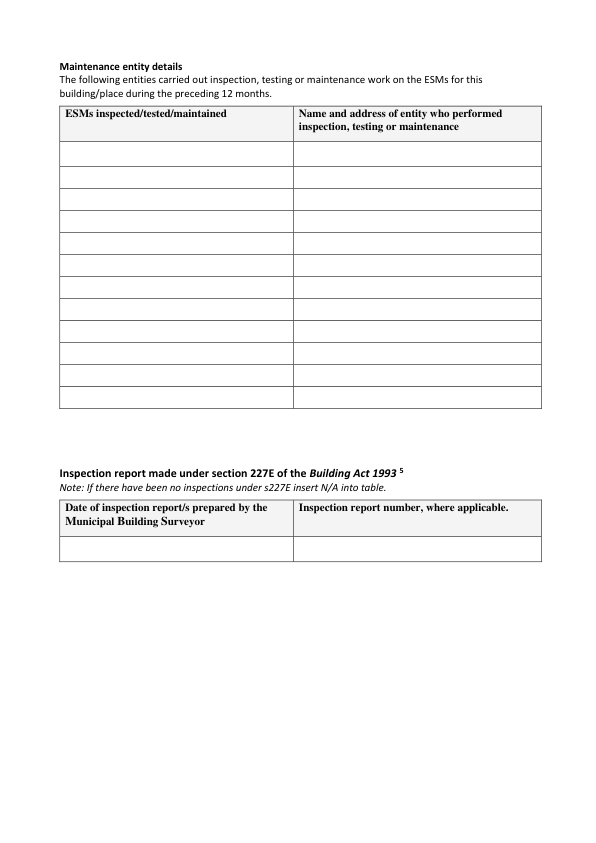 Maintenance entity details
The following entities carried out inspection, testing or maintenance work on the ESMs for this
building/place during the preceding 12 months.
ESMs inspected/tested/maintained
Name and address of entity who performed
inspection, testing or maintenance
Inspection report made under section 227E of the Building Act 1993 5
Note: If there have been no inspections under s227E insert N/A into table.
Date of inspection report/s prepared by the
Municipal Building Surveyor
Inspection report number, where applicable.